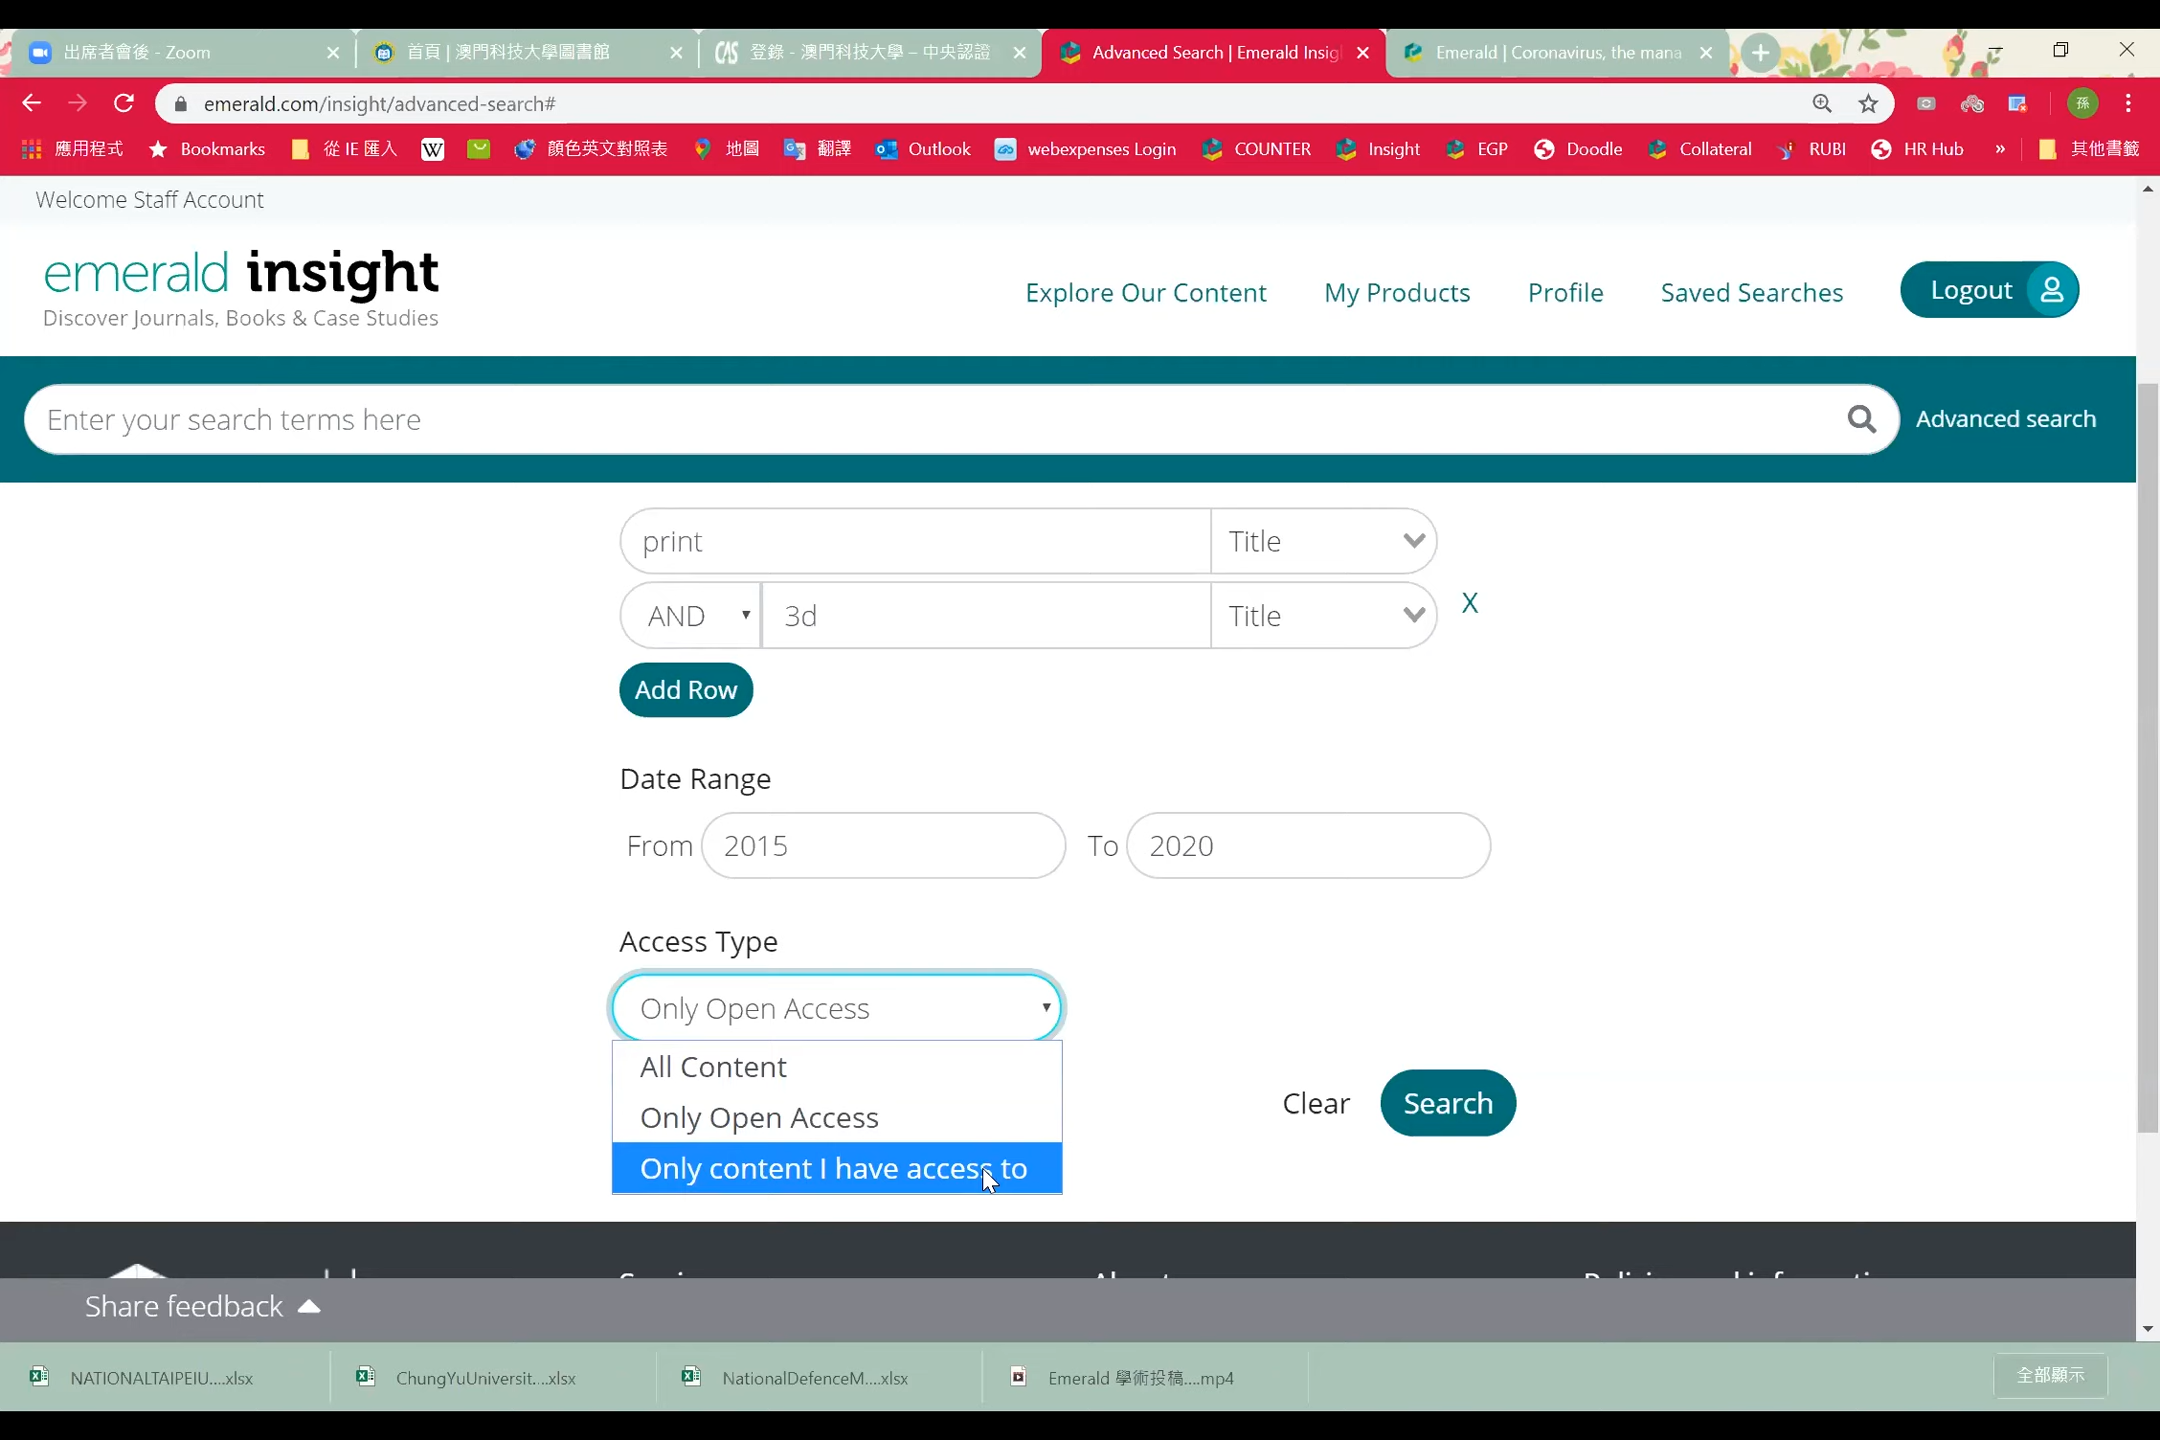 出席者會後 - Zoom
首頁 | 澳門科技大學圖書館
CAS 登錄 - 澳門科技大學 – 中央認證
Advanced Search | Emerald Insig
Emerald | Coronavirus, the mana
emerald.com/insight/advanced-search#
孫
應用程式 Bookmarks 從 IE 匯入 W 顏色英文對照表 地圖 翻譯 Outlook webexpenses Login COUNTER Insight EGP Doodle Collateral RUBI HR Hub » 其他書籤
Welcome Staff Account
emerald insight
Discover Journals, Books & Case Studies
Explore Our Content My Products Profile Saved Searches Logout
Enter your search terms here
Advanced search
print Title
AND 3d Title X
Add Row
Date Range
From 2015 To 2020
Access Type
Only Open Access
All Content
Only Open Access
Only content I have access to
Clear Search
Share feedback
NATIONALTAIPEIU....xlsx ChungYuUniversit....xlsx NationalDefenceM....xlsx Emerald 學術投稿....mp4 全部顯示